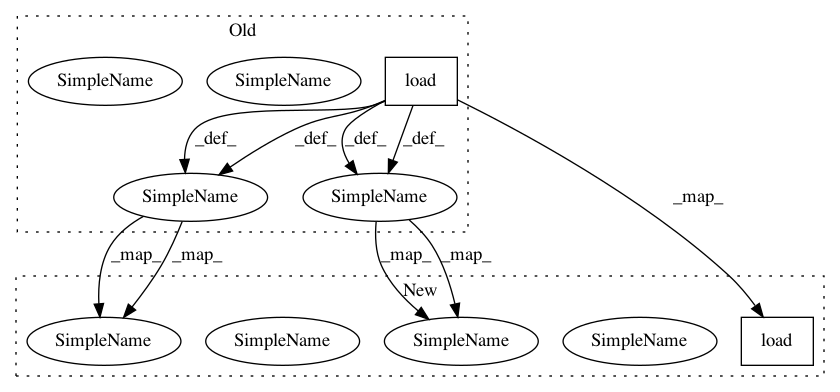 Old
SimpleName SimpleName load
_def_ _def_ _def_ _def_
SimpleName SimpleName
_map_
_map_ _map_ _map_ _map_
New
SimpleName SimpleName SimpleName SimpleName load